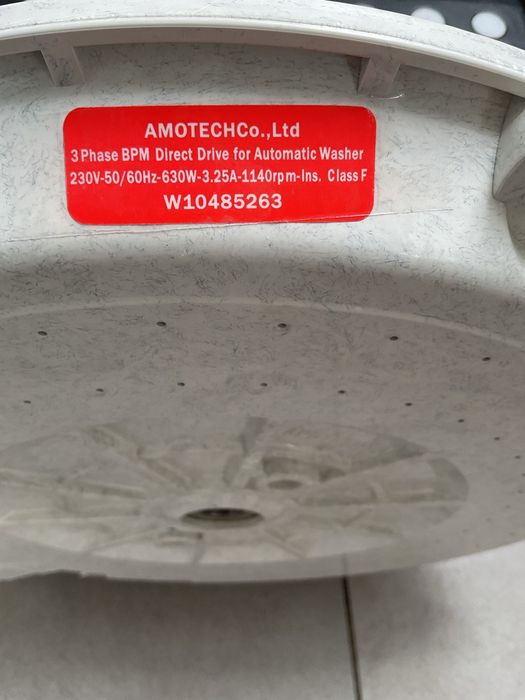 AMOTECHCo.,Ltd
3 Phase BPM Direct Drive for Automatic Washer
230V-50/60Hz-630W-3.25A-1140rpm-Ins. Class F
W10485263